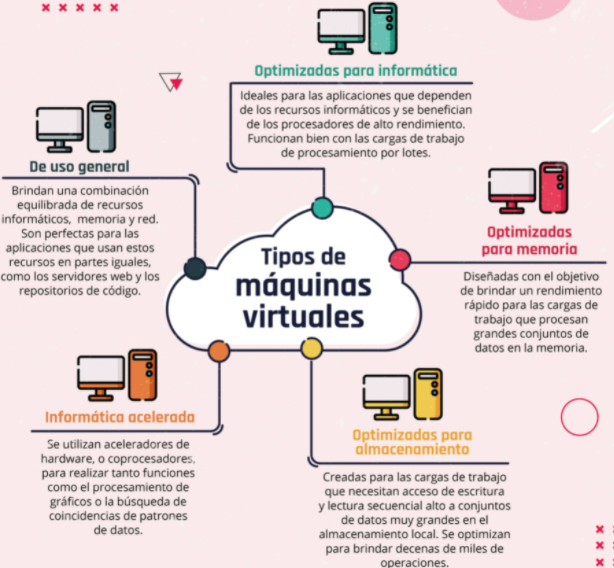 Optimizadas para informática
Ideales para las aplicaciones que dependen
de los recursos informáticos y se benefician
de los procesadores de alto rendimiento.
Funcionan bien con las cargas de trabajo
de procesamiento por lotes.
De uso general
Brindan una combinación
equilibrada de recursos
informáticos, memoria y red.
Son perfectas para las
aplicaciones que usan estos
recursos en partes iguales,
como los servidores web y los
repositorios de código.
Tipos de
máquinas
virtuales
Optimizadas
para memoria
Diseñadas con el objetivo
de brindar un rendimiento
rápido para las cargas de
trabajo que procesan
grandes conjuntos de
datos en la memoria.
Informática acelerada
Se utilizan aceleradores de
hardware, o coprocesadores,
para realizar tanto funciones
como el procesamiento de
gráficos o la búsqueda de
coincidencias de patrones
de datos.
Optimizadas para
almacenamiento
Creadas para las cargas de trabajo
que necesitan acceso de escritura
y lectura secuencial alto a conjuntos
de datos muy grandes en el
almacenamiento local. Se optimizan
para brindar decenas de miles de
operaciones.